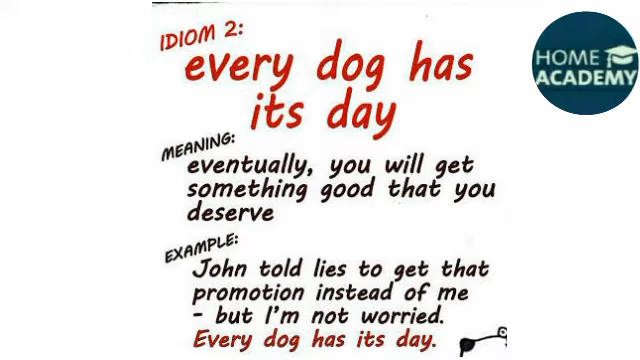 IDIOM 2:
every dog has
its day
MEANING:
eventually, you will get
something good that you
deserve
EXAMPLE:
John told lies to get that
promotion instead of me
- but I'm not worried.
Every dog has its day.
HOME
ACADEMY